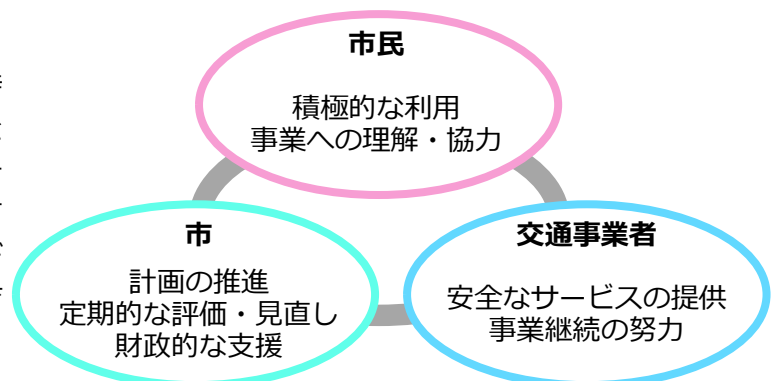 市民
積極的な利用
事業への理解・協力
市
計画の推進
定期的な評価・見直し
財政的な支援
交通事業者
安全なサービスの提供
事業継続の努力